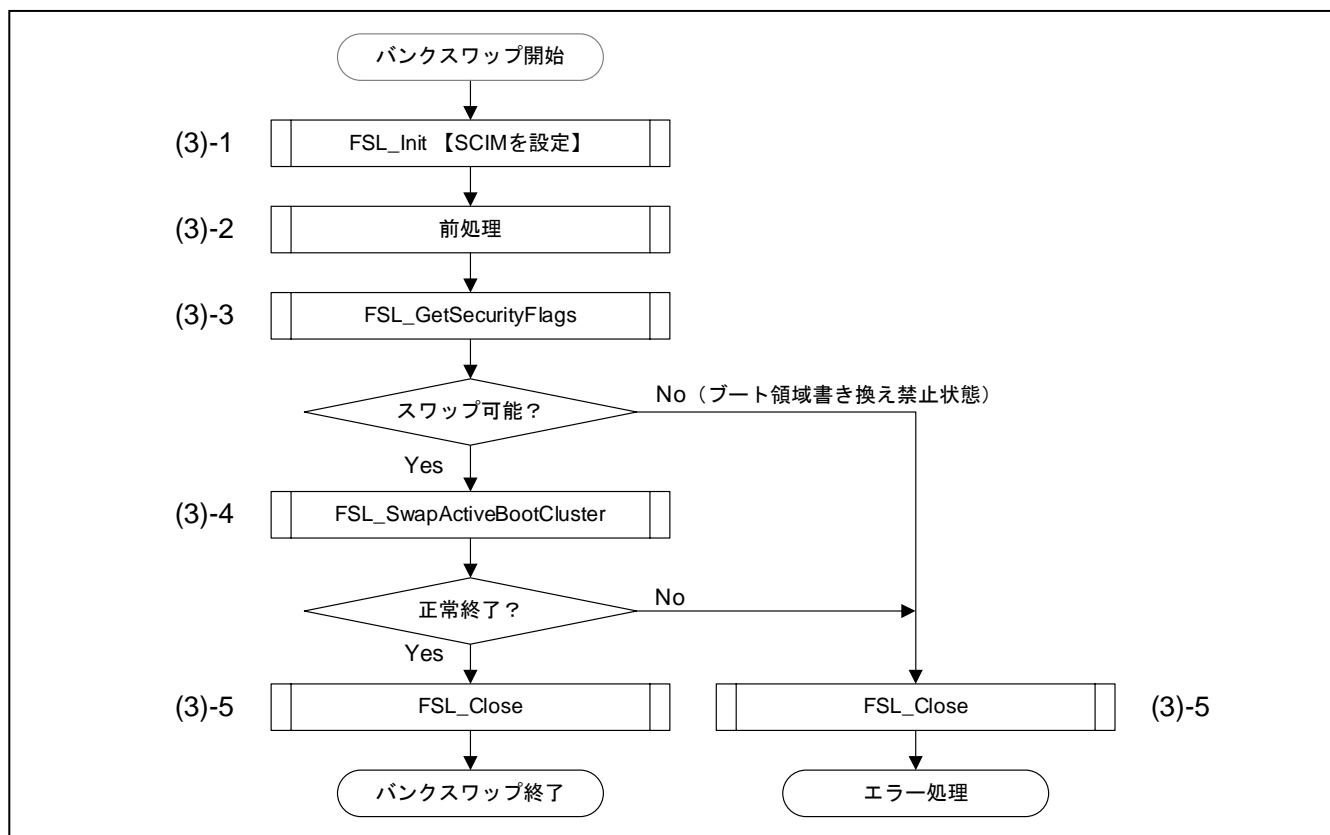 バンクスワップ開始
(3)-1
FSL_Init 【SCIMを設定】
(3)-2
前処理
(3)-3
FSL_GetSecurityFlags
スワップ可能？
No（ブート領域書き換え禁止状態）
Yes
(3)-4
FSL_SwapActiveBootCluster
正常終了？
No
Yes
(3)-5
FSL_Close
FSL_Close
(3)-5
バンクスワップ終了
エラー処理